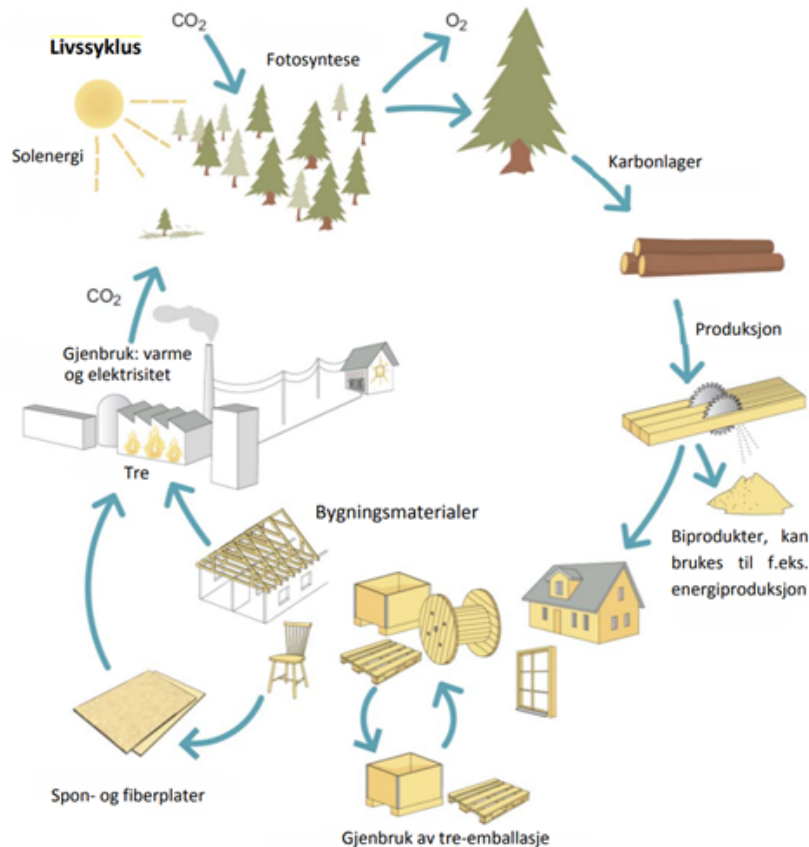 Livssyklus
CO2
Fotosyntese
O2
Solenergi
Karbonlager
CO2
Produksjon
Gjenbruk: varme
og elektrisitet
Tre
Bygningsmaterialer
Biprodukter, kan
brukes til f.eks.
energiproduksjon
Spon- og fiberplater
Gjenbruk av tre-emballasje